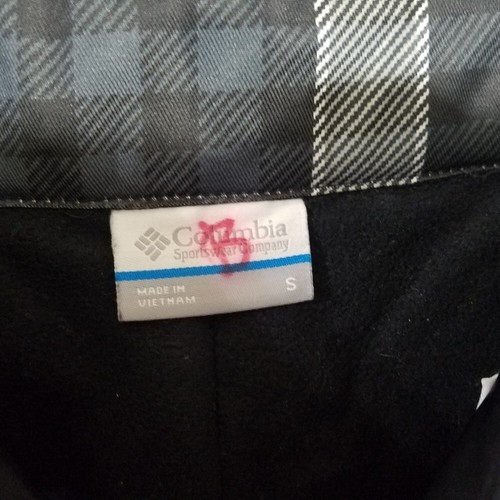 Columbia
Sportswear Company
MADE IN
VIETNAM
S